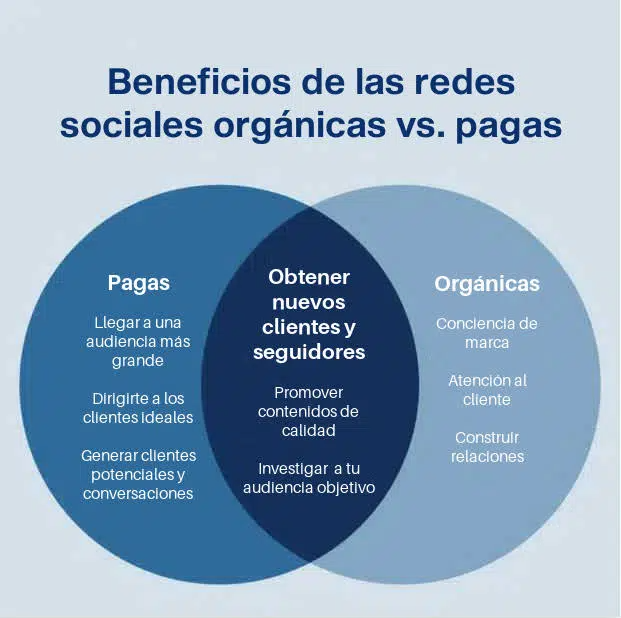 Beneficios de las redes
sociales orgánicas vs. pagas
Pagas
Llegar a una
audiencia más
grande
Dirigirte a los
clientes ideales
Generar clientes
potenciales y
conversaciones
Obtener
nuevos
clientes y
seguidores
Promover
contenidos de
calidad
Investigar a tu
audiencia objetivo
Orgánicas
Conciencia de
marca
Atención al
cliente
Construir
relaciones